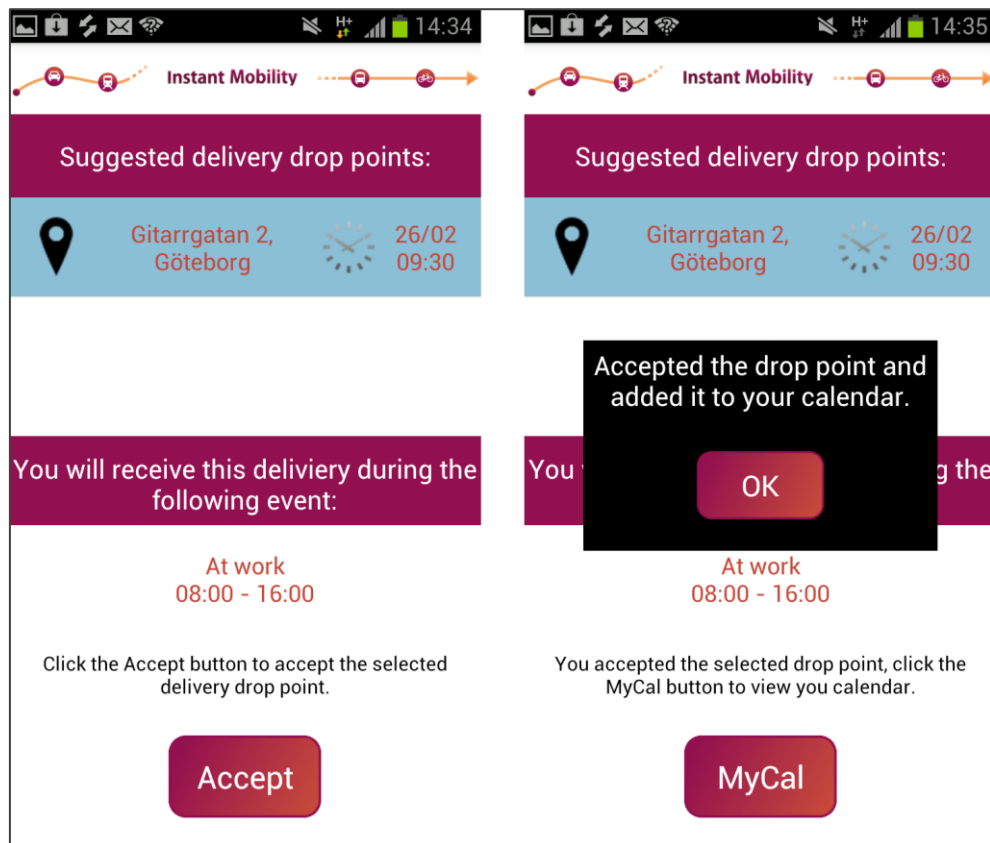 H+
14:34
Instant Mobility
Suggested delivery drop points:
Gitarrgatan 2,
Göteborg
26/02
09:30
You will receive this deliviery during the
following event:
At work
08:00 - 16:00
Click the Accept button to accept the selected
delivery drop point.
Accept
H+
14:35
Instant Mobility
Suggested delivery drop points:
Gitarrgatan 2,
Göteborg
26/02
09:30
Accepted the drop point and
added it to your calendar.
OK
You
g the
At work
08:00 - 16:00
You accepted the selected drop point, click the
MyCal button to view you calendar.
MyCal